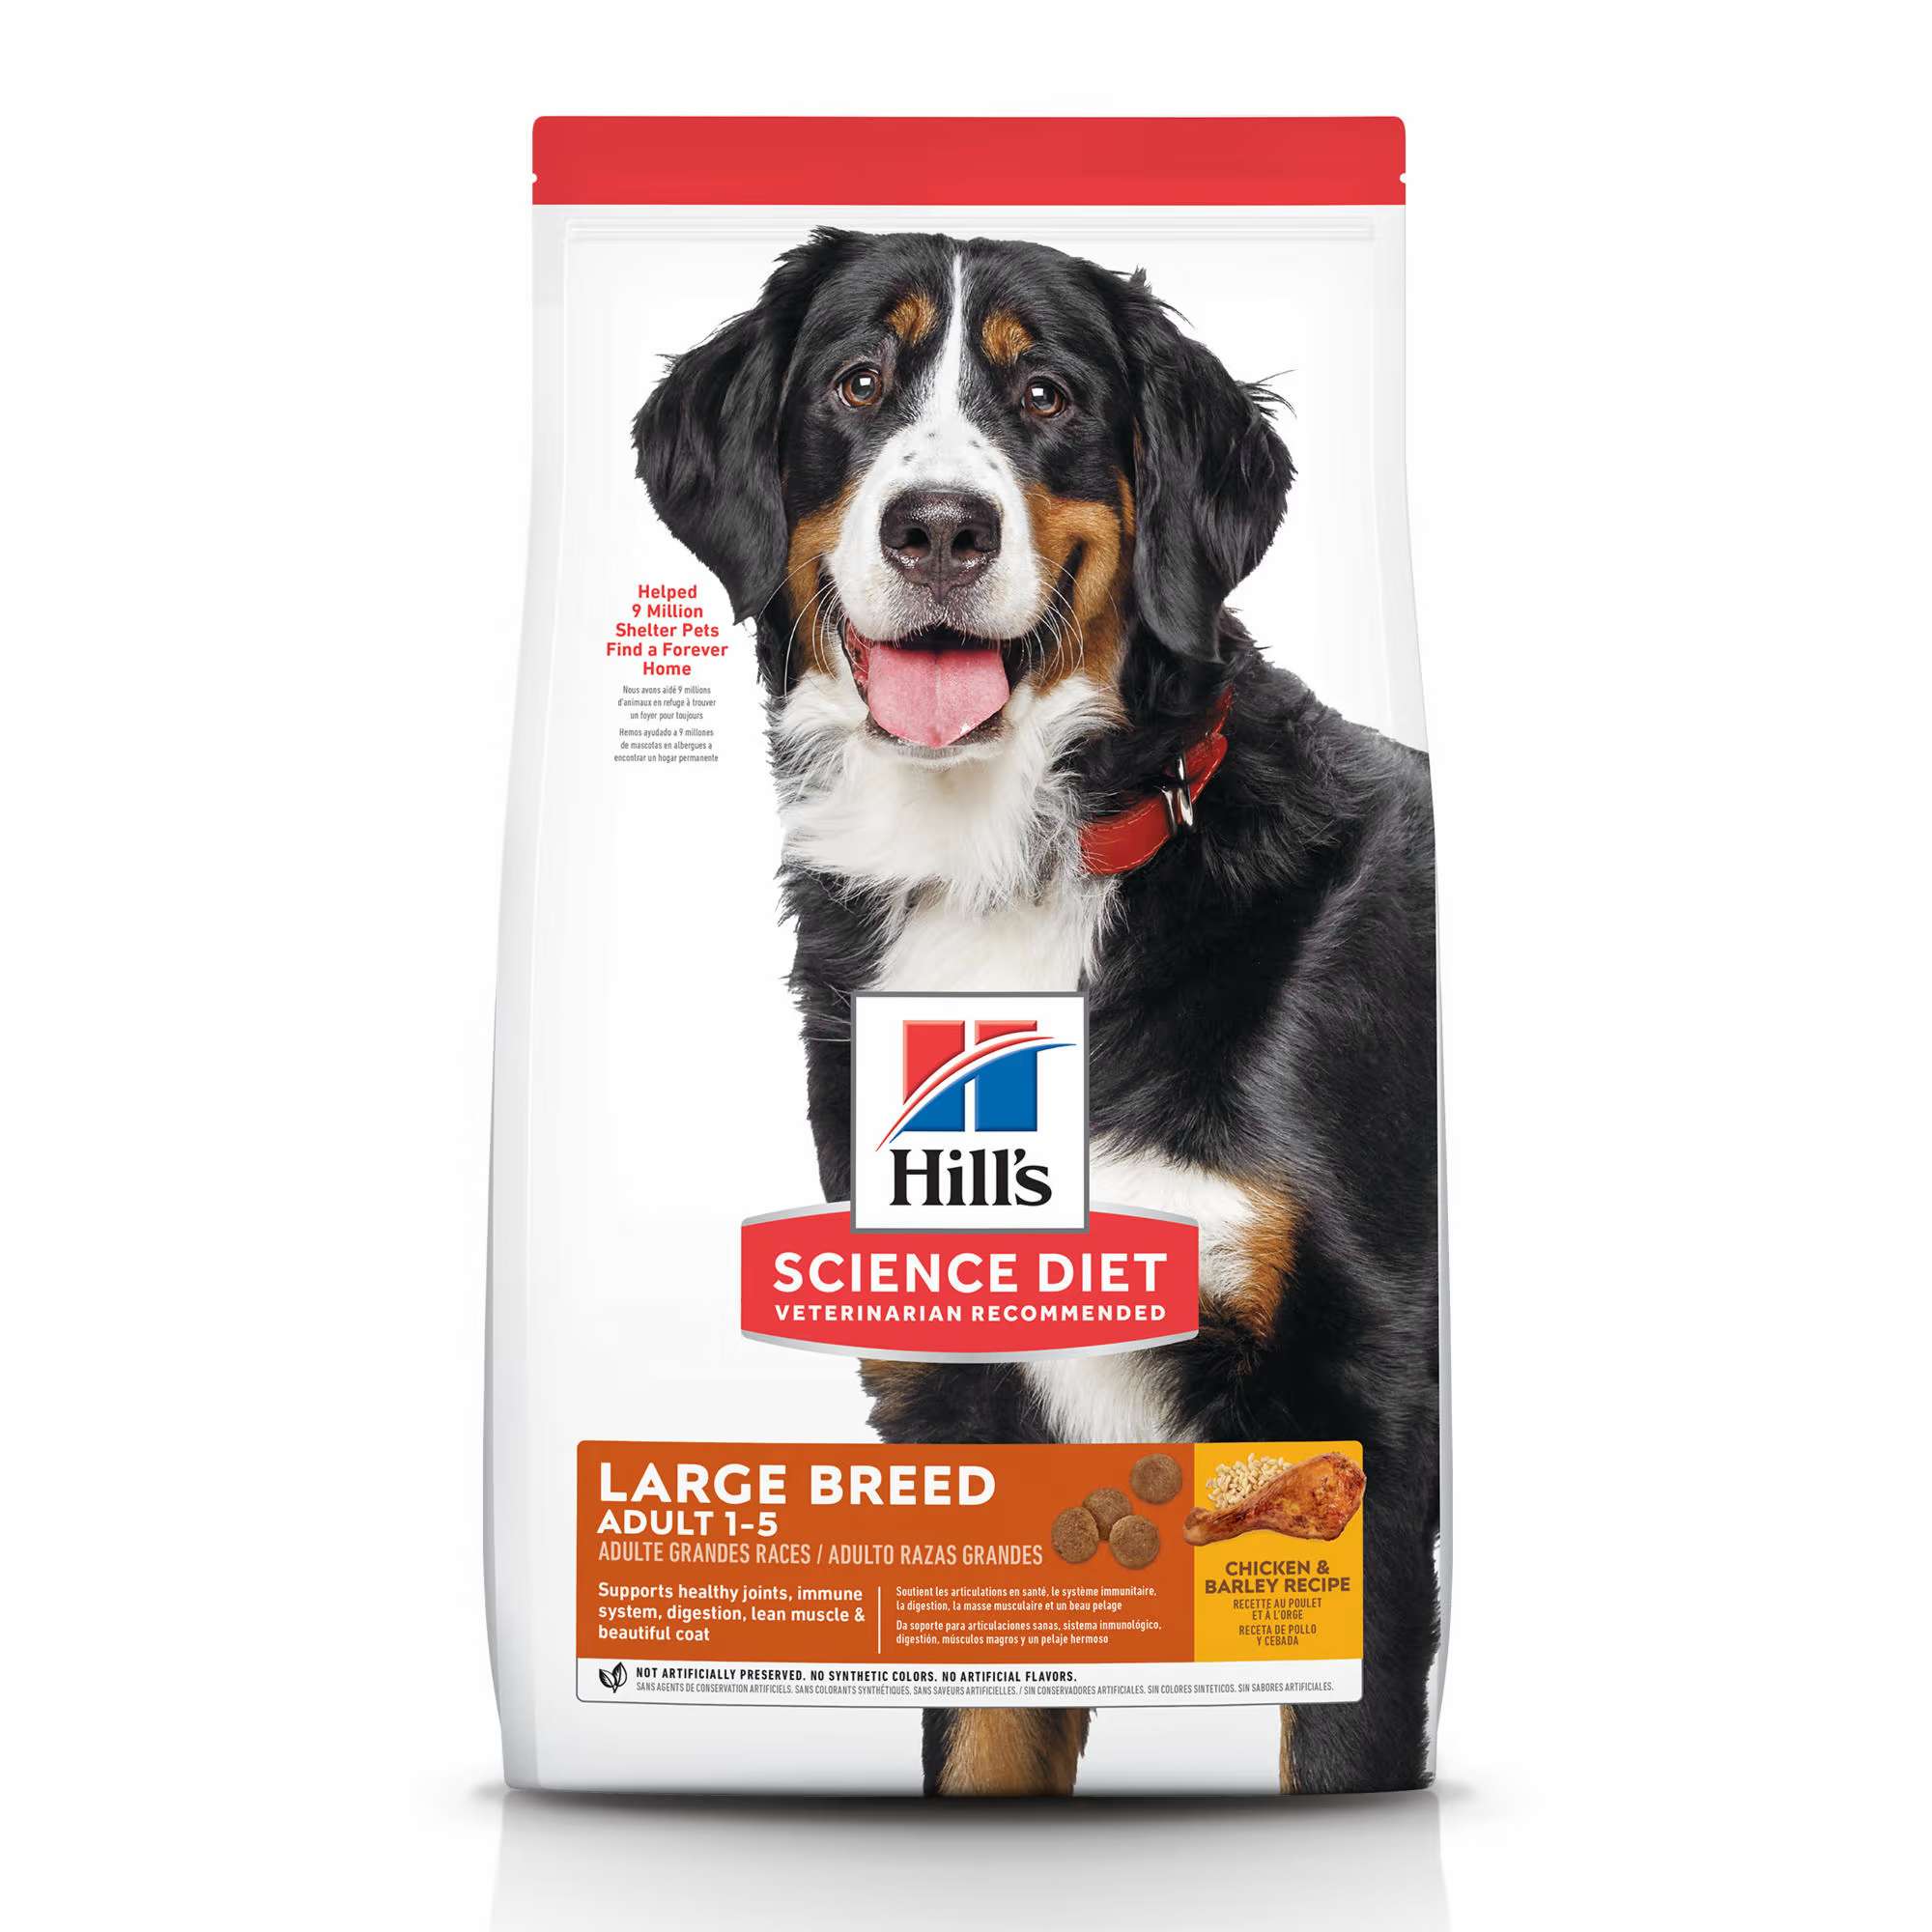 Helped
9 Million
Shelter Pets
Find a Forever
Home
Nous avons aidé 9 millions
d'animaux en refuge à trouver
un foyer pour toujours
Hemos ayudado a 9 millones
de mascotas en albergues a
encontrar un hogar permanente
Hill's
SCIENCE DIET
VETERINARIAN RECOMMENDED
LARGE BREED
ADULT 1-5
ADULTE GRANDES RACES / ADULTO RAZAS GRANDES
Supports healthy joints, immune
system, digestion, lean muscle &
beautiful coat
Soutient les articulations en santé, le système immunitaire,
la digestion, la masse musculaire et un beau pelage
Da soporte para articulaciones sanas, sistema inmunológico,
digestión, músculos magros y un pelaje hermoso
CHICKEN &
BARLEY RECIPE
RECETTE AU POULET
ET À L'ORGE
RECETA DE POLLO
Y CEBADA
NOT ARTIFICIALLY PRESERVED. NO SYNTHETIC COLORS. NO ARTIFICIAL FLAVORS.
SANS AGENTS DE CONSERVATION ARTIFICIELS. SANS COLORANTS SYNTHÉTIQUES. SANS SAVEURS ARTIFICIELLES. / SIN CONSERVADORES ARTIFICIALES. SIN COLORES SINTETICOS. SIN SABORES ARTIFICIALES.